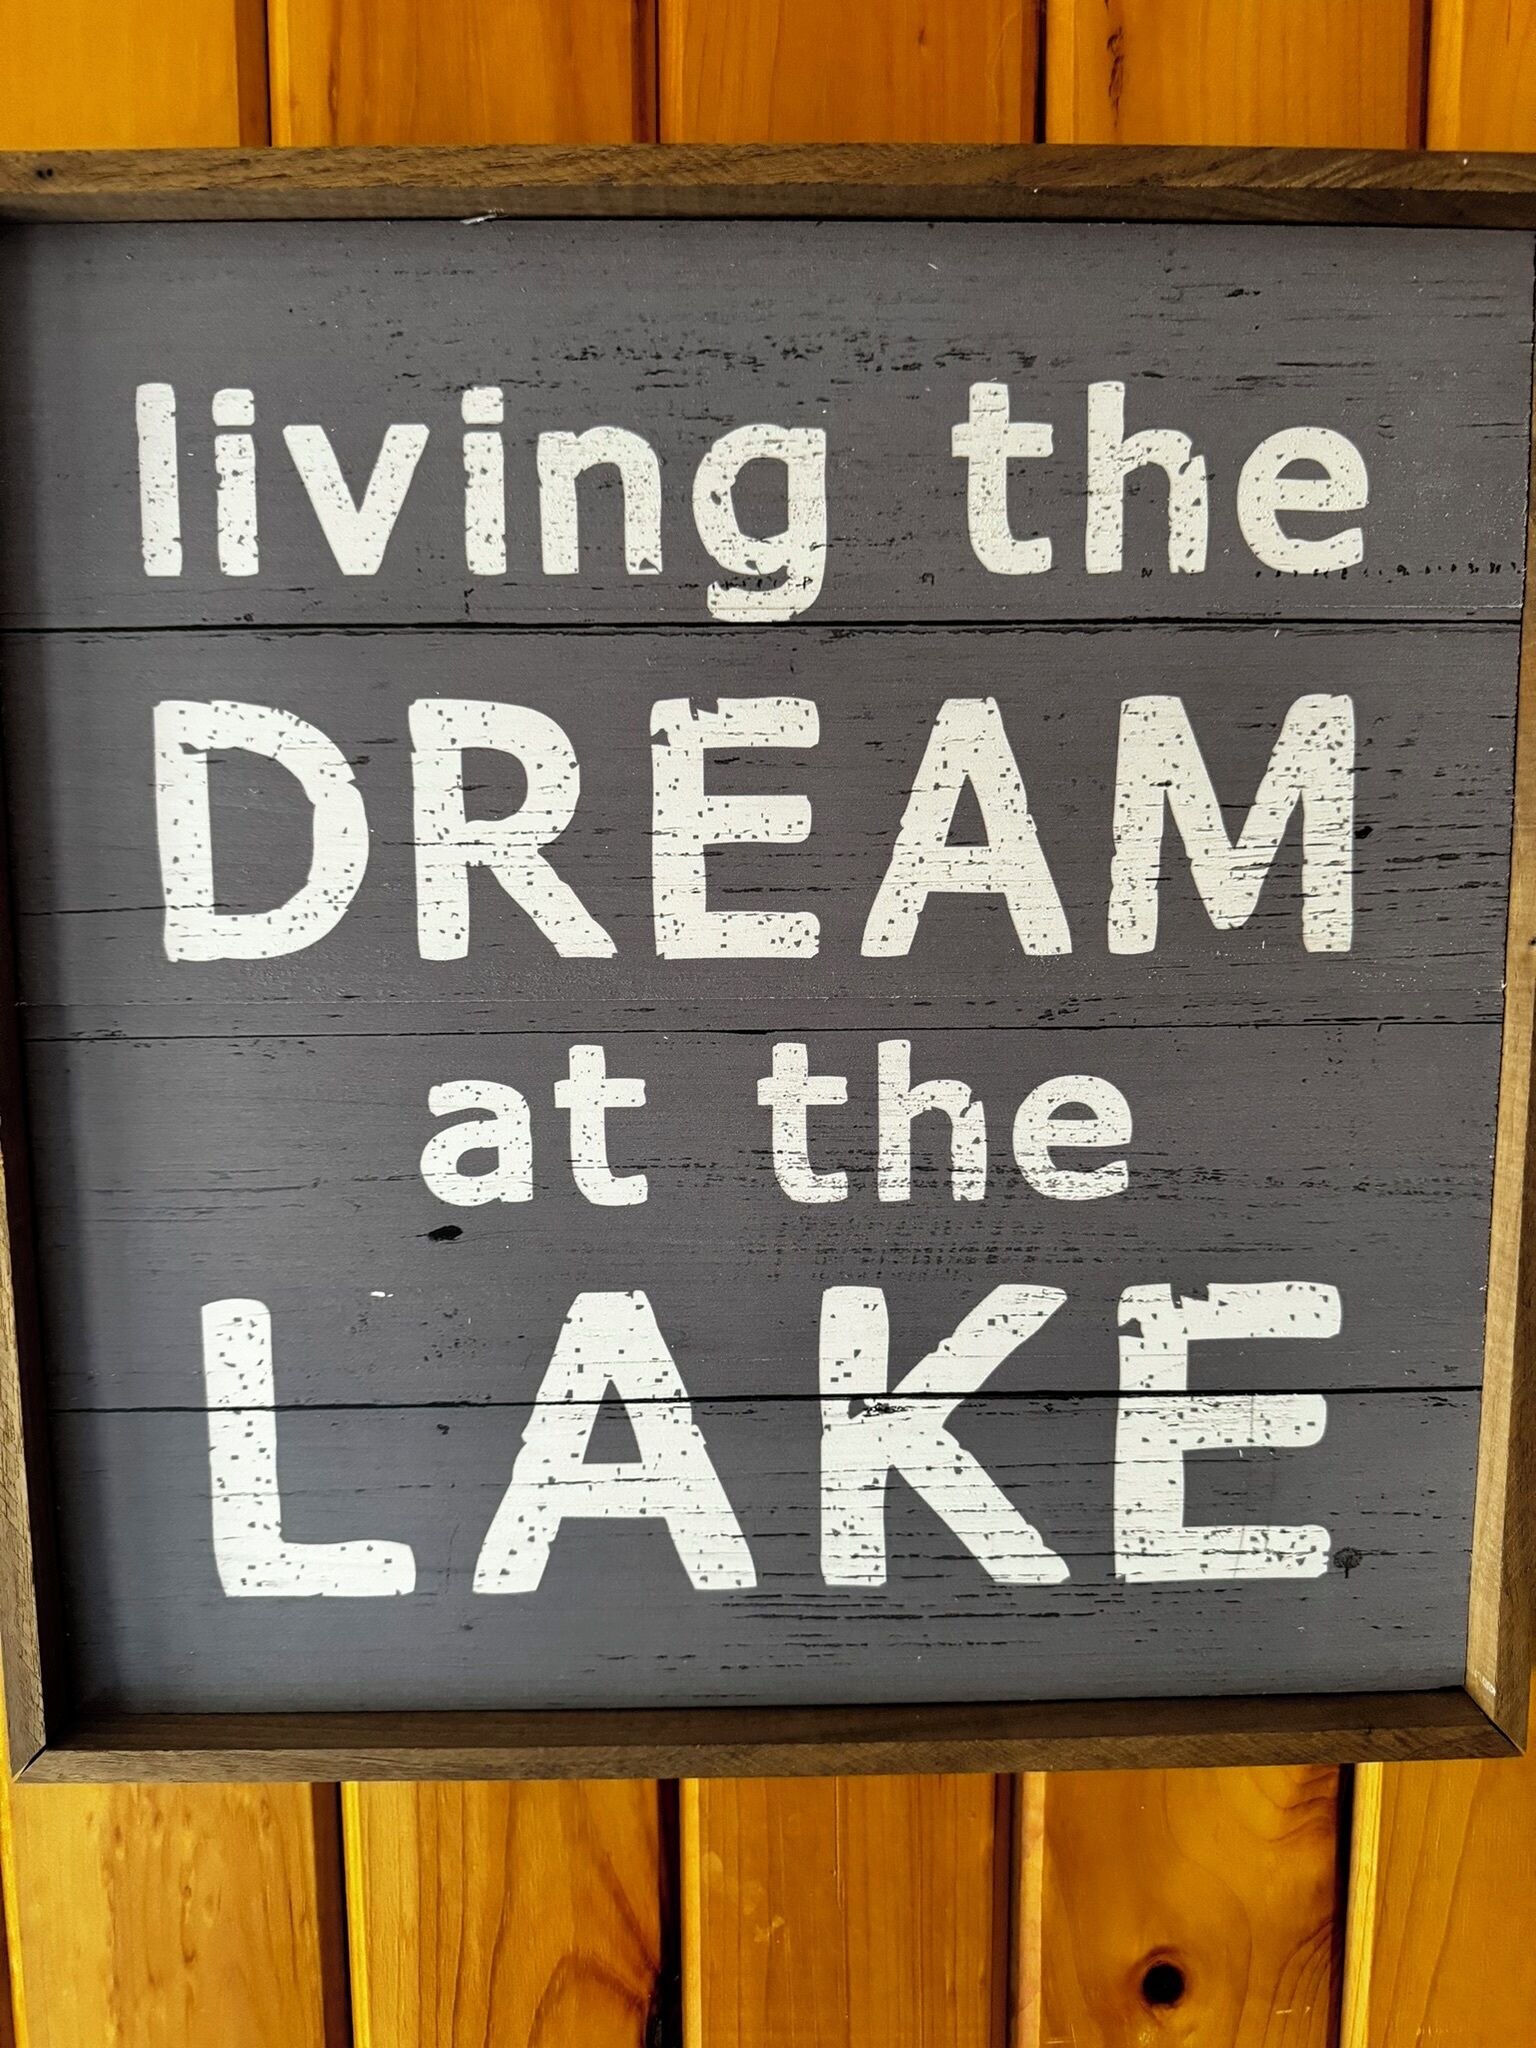 living the
DREAM
at the
LAKE